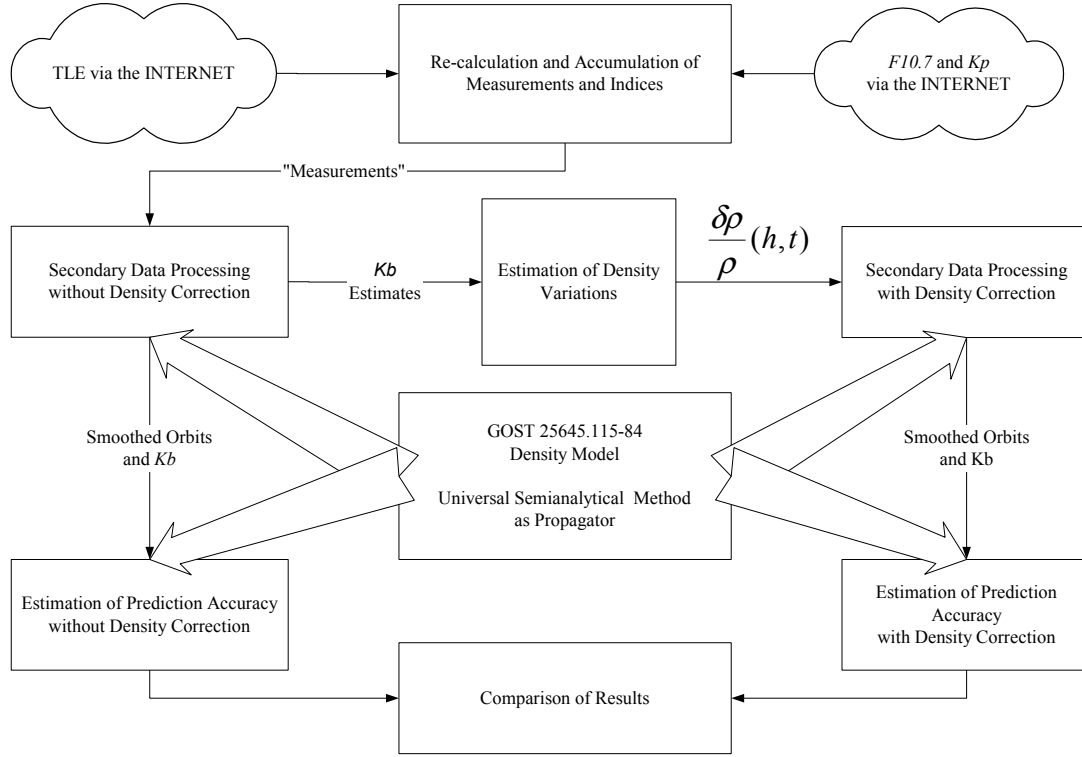 TLE via the INTERNET
Re-calculation and Accumulation of
Measurements and Indices
F10.7 and Kp
via the INTERNET
"Measurements"
Secondary Data Processing
without Density Correction
Kb
Estimates
Estimation of Density
Variations
δρ/ρ (h,t)
Secondary Data Processing
with Density Correction
Smoothed Orbits
and Kb
GOST 25645.115-84
Density Model
Universal Semianalytical Method
as Propagator
Smoothed Orbits
and Kb
Estimation of Prediction Accuracy
without Density Correction
Estimation of Prediction
Accuracy
with Density Correction
Comparison of Results